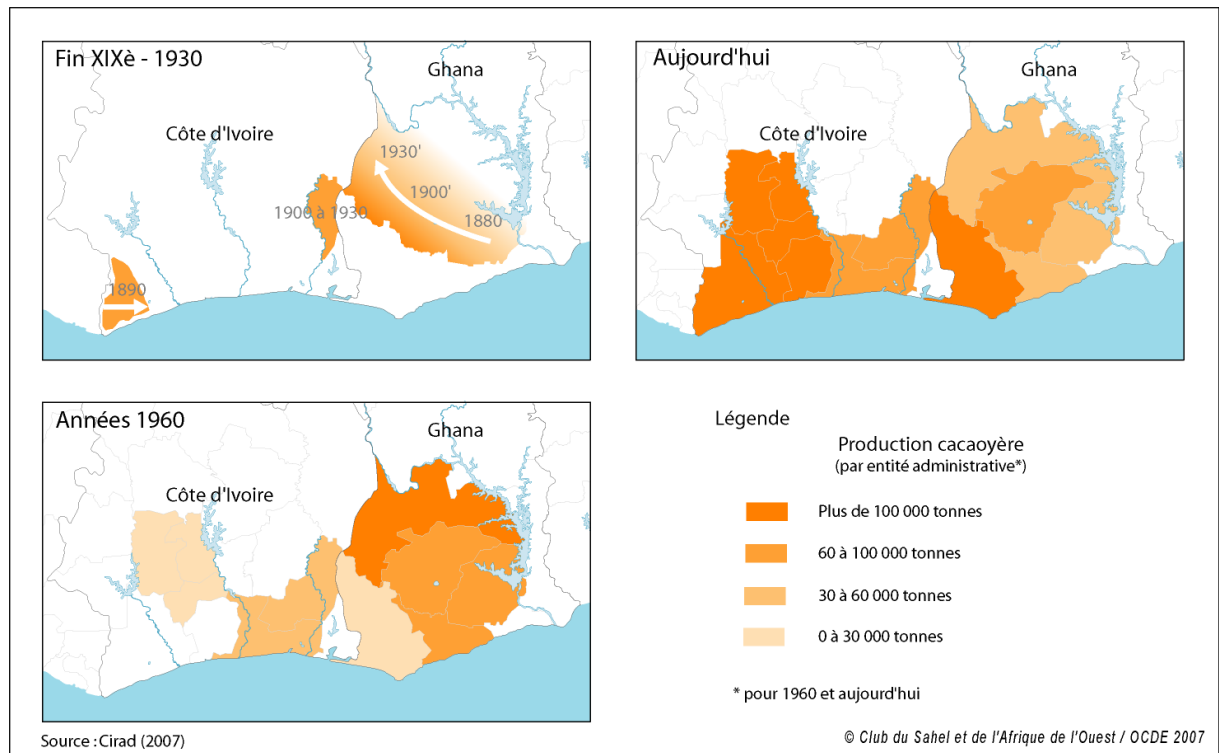 Fin XIXè - 1930
Ghana
Côte d'Ivoire
1930'
1900'
1900 à 1930
1880
1890
Aujourd'hui
Ghana
Côte d'Ivoire
Années 1960
Ghana
Côte d'Ivoire
Légende
Production cacaoyère
(par entité administrative*)
Plus de 100 000 tonnes
60 à 100 000 tonnes
30 à 60 000 tonnes
0 à 30 000 tonnes
* pour 1960 et aujourd'hui
Source : Cirad (2007)
© Club du Sahel et de l'Afrique de l'Ouest / OCDE 2007